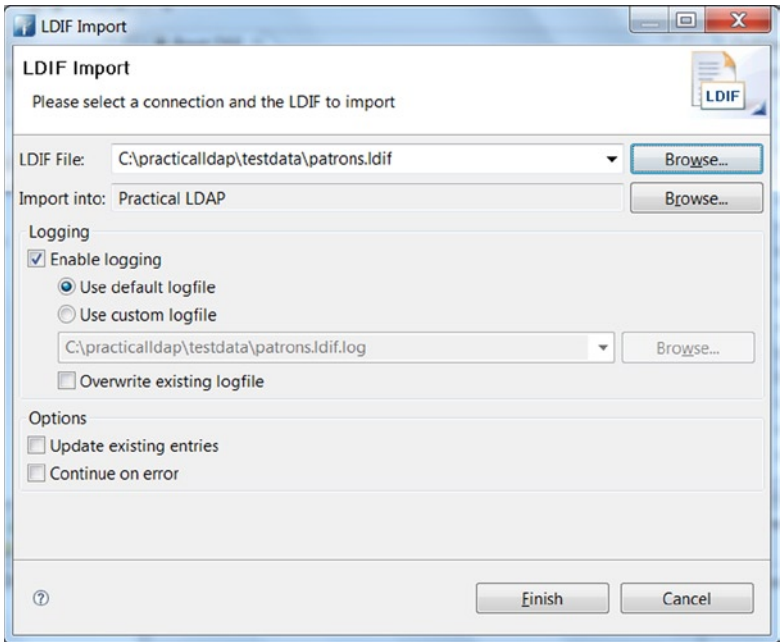 LDIF Import
LDIF Import
Please select a connection and the LDIF to import
LDIF
LDIF File: C:\practicalldap\testdata\patrons.ldif Browse...
Import into: Practical LDAP Browse...
Logging
Enable logging
Use default logfile
Use custom logfile
C:\practicalldap\testdata\patrons.ldif.log Browse...
Overwrite existing logfile
Options
Update existing entries
Continue on error
? Finish Cancel